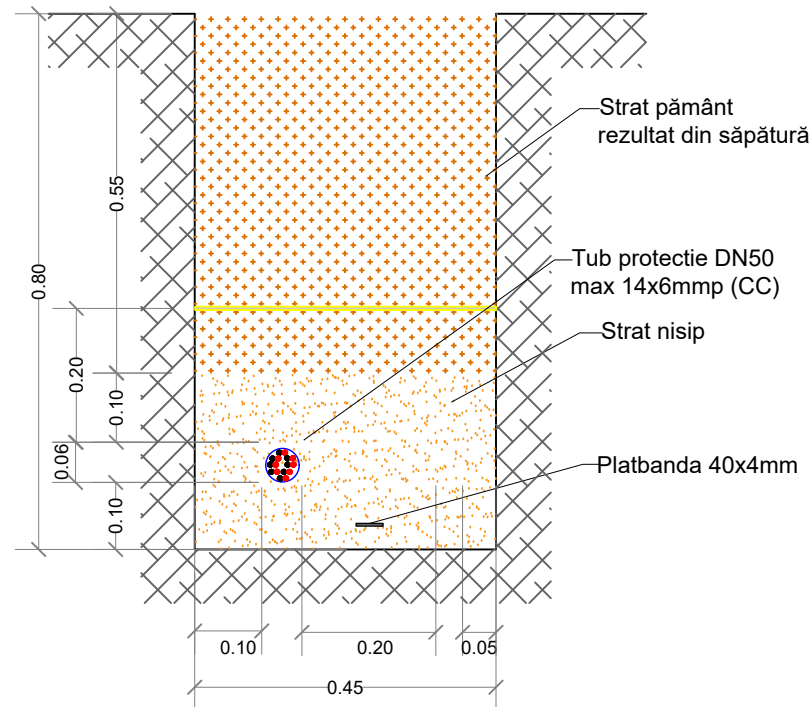 Strat pământ
rezultat din săpătură
0.55
0.80
Tub protectie DN50
max 14x6mmp (CC)
Strat nisip
0.20
0.10
0.06
Platbanda 40x4mm
0.10
0.10
0.20
0.05
0.45